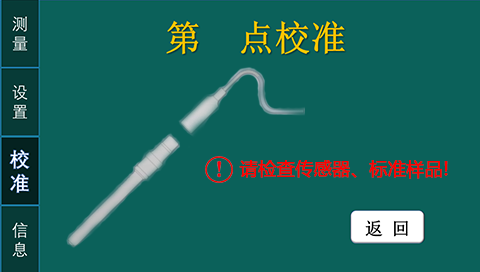 测量
设置
校准
信息
第 点校准
! 请检查传感器、标准样品!
返 回